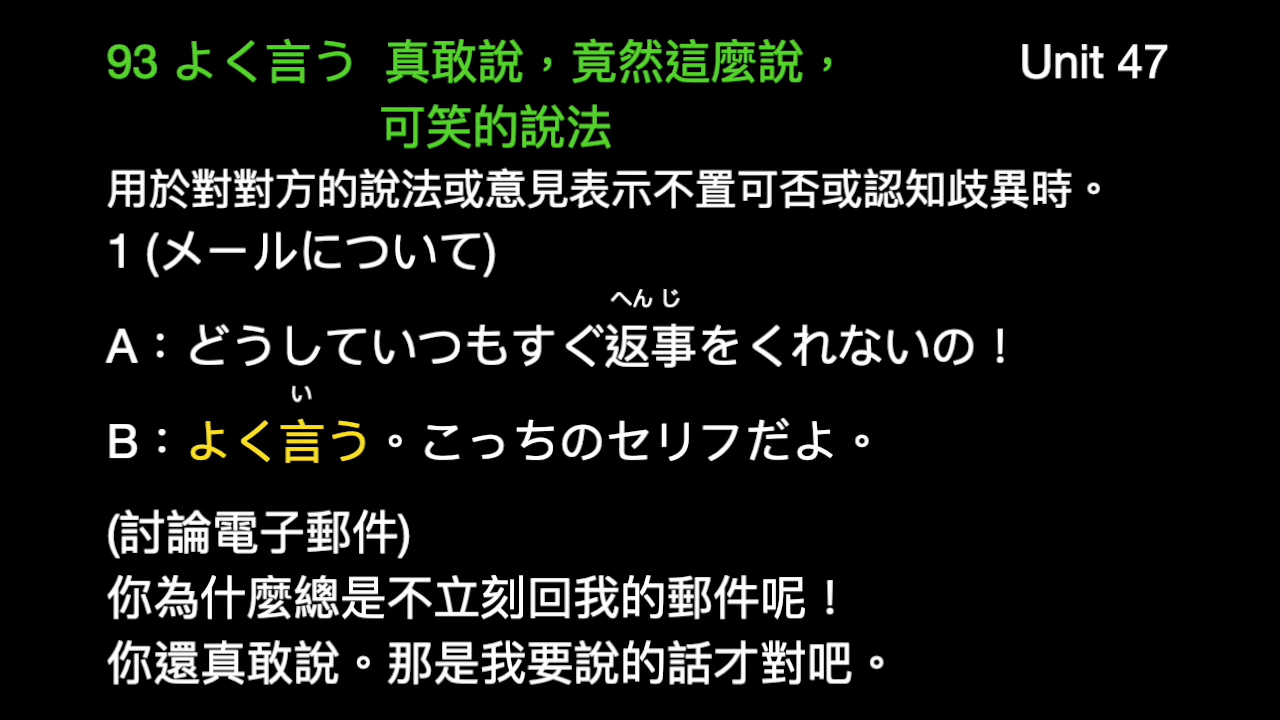 93 よく言う 真敢說，竟然這麼說， Unit 47
可笑的說法
用於對對方的說法或意見表示不置可否或認知歧異時。
1 (メールについて)
へんじ
A：どうしていつもすぐ返事をくれないの！
い
B：よく言う。こっちのセリフだよ。
(討論電子郵件)
你為什麼總是不立刻回我的郵件呢！
你還真敢說。那是我要說的話才對吧。